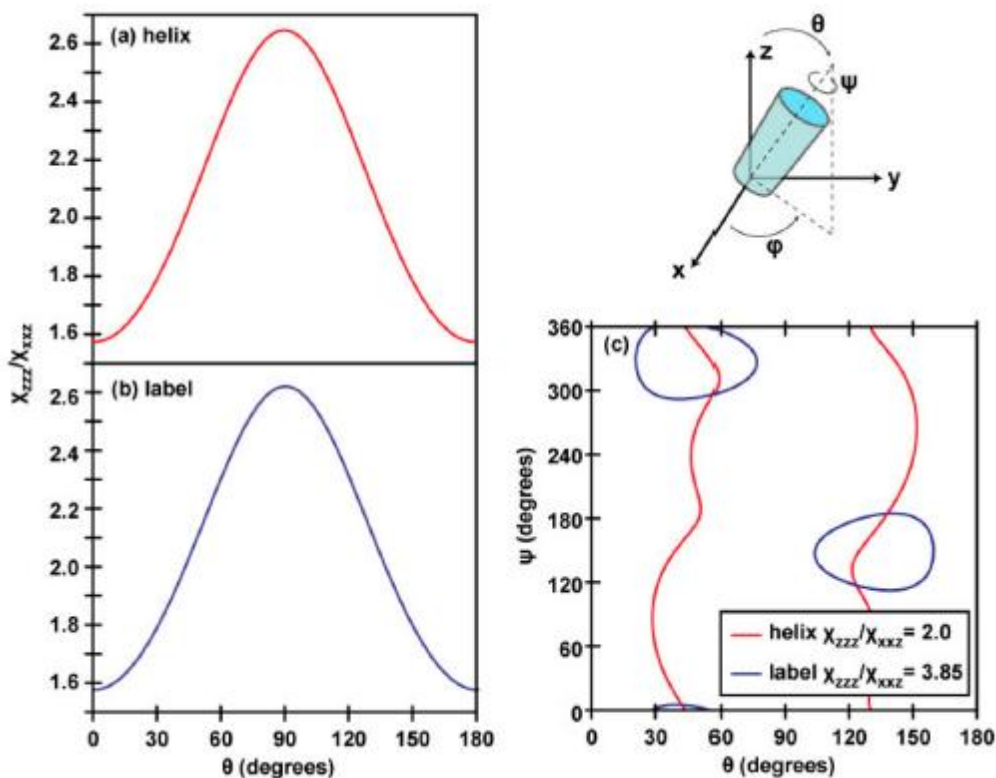 (a) helix
2.6
2.4
2.2
2.0
1.8
1.6
(b) label
2.6
2.4
2.2
2.0
1.8
1.6
χzzz/χxxz
0 30 60 90 120 150 180
θ (degrees)
θ
z
ψ
y
φ
x
(c)
360
300
240
180
120
60
0
ψ (degrees)
helix χzzz/χxxz= 2.0
label χzzz/χxxz= 3.85
0 30 60 90 120 150 180
θ (degrees)